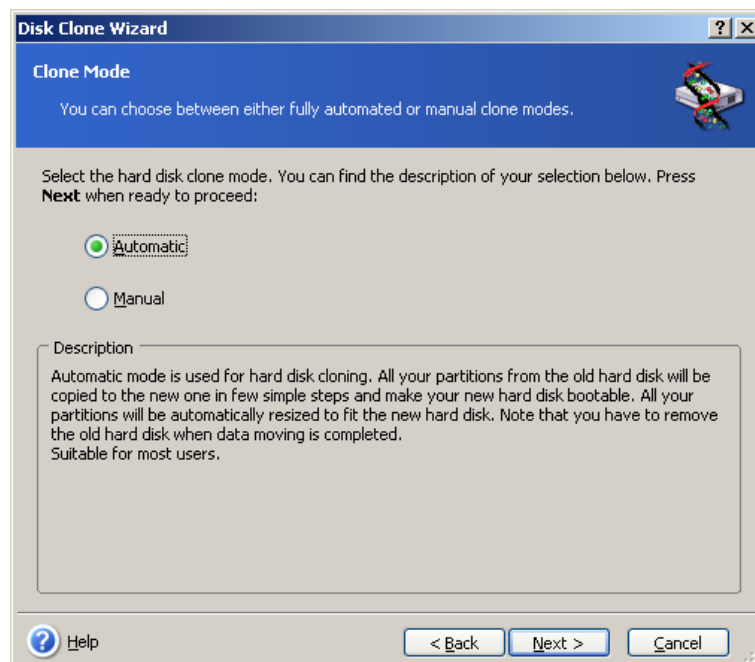 Disk Clone Wizard
?
X
Clone Mode
You can choose between either fully automated or manual clone modes.
Select the hard disk clone mode. You can find the description of your selection below. Press
Next when ready to proceed:
Automatic
Manual
Description
Automatic mode is used for hard disk cloning. All your partitions from the old hard disk will be
copied to the new one in few simple steps and make your new hard disk bootable. All your
partitions will be automatically resized to fit the new hard disk. Note that you have to remove
the old hard disk when data moving is completed.
Suitable for most users.
? Help
< Back
Next >
Cancel